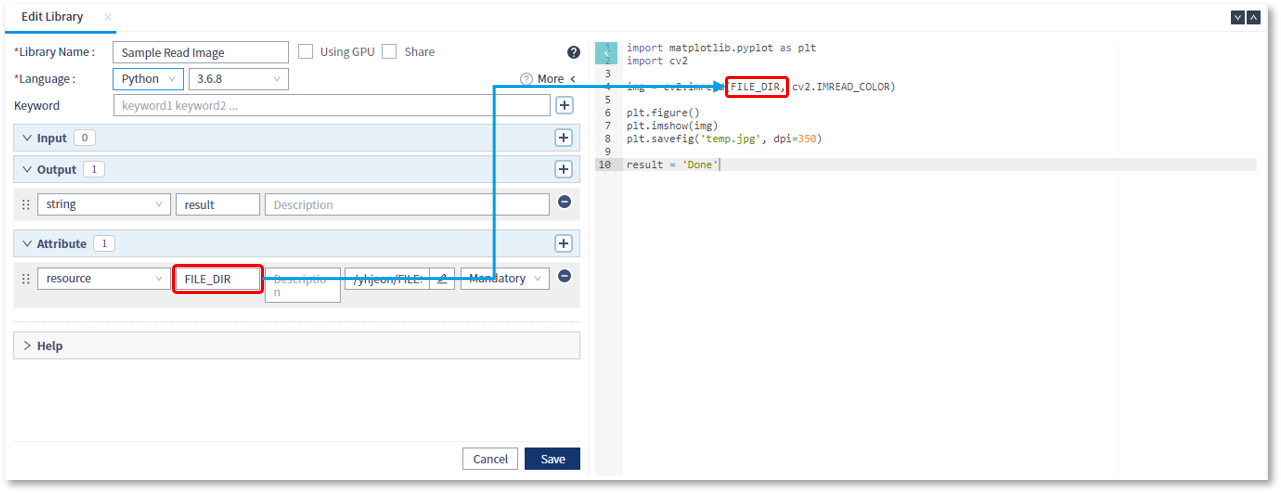 Edit Library ×
*Library Name : Sample Read Image Using GPU Share ?
*Language : Python 3.6.8 ? More <
Keyword keyword1 keyword2 ... +
Input 0 +
Output 1 +
string result Description
Attribute 1 +
resource FILE_DIR Description /yhjeon/FILE Mandatory
Help
Cancel Save
1 import matplotlib.pyplot as plt
2 import cv2
3
4 img = cv2.imread(FILE_DIR, cv2.IMREAD_COLOR)
5
6 plt.figure()
7 plt.imshow(img)
8 plt.savefig('temp.jpg', dpi=350)
9
10 result = 'Done'